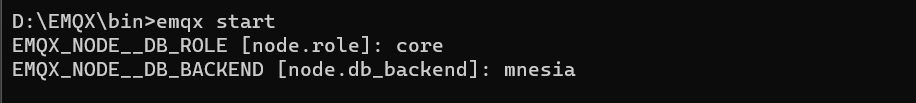 D:\EMQX\bin>emqx start
EMQX_NODE__DB_ROLE [node.role]: core
EMQX_NODE__DB_BACKEND [node.db_backend]: mnesia